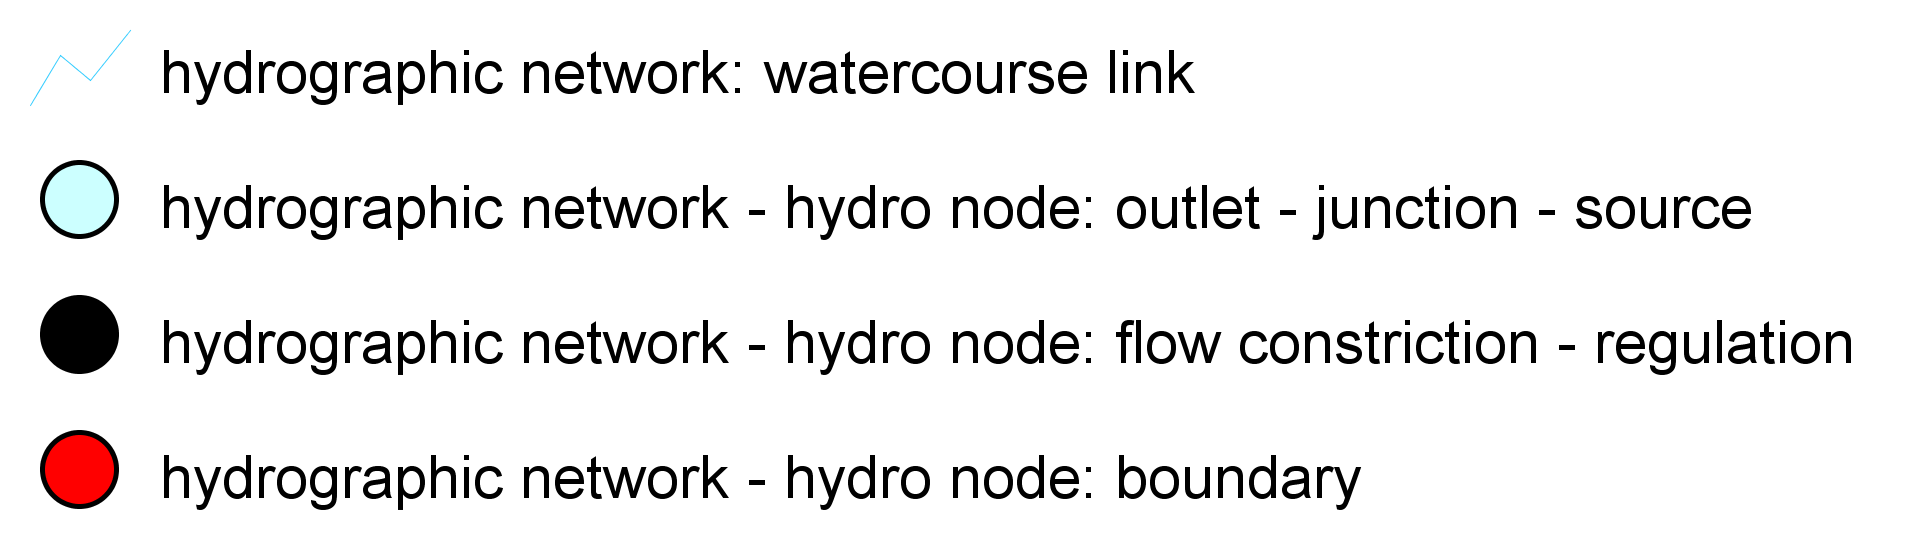 hydrographic network: watercourse link
hydrographic network - hydro node: outlet - junction - source
hydrographic network - hydro node: flow constriction - regulation
hydrographic network - hydro node: boundary